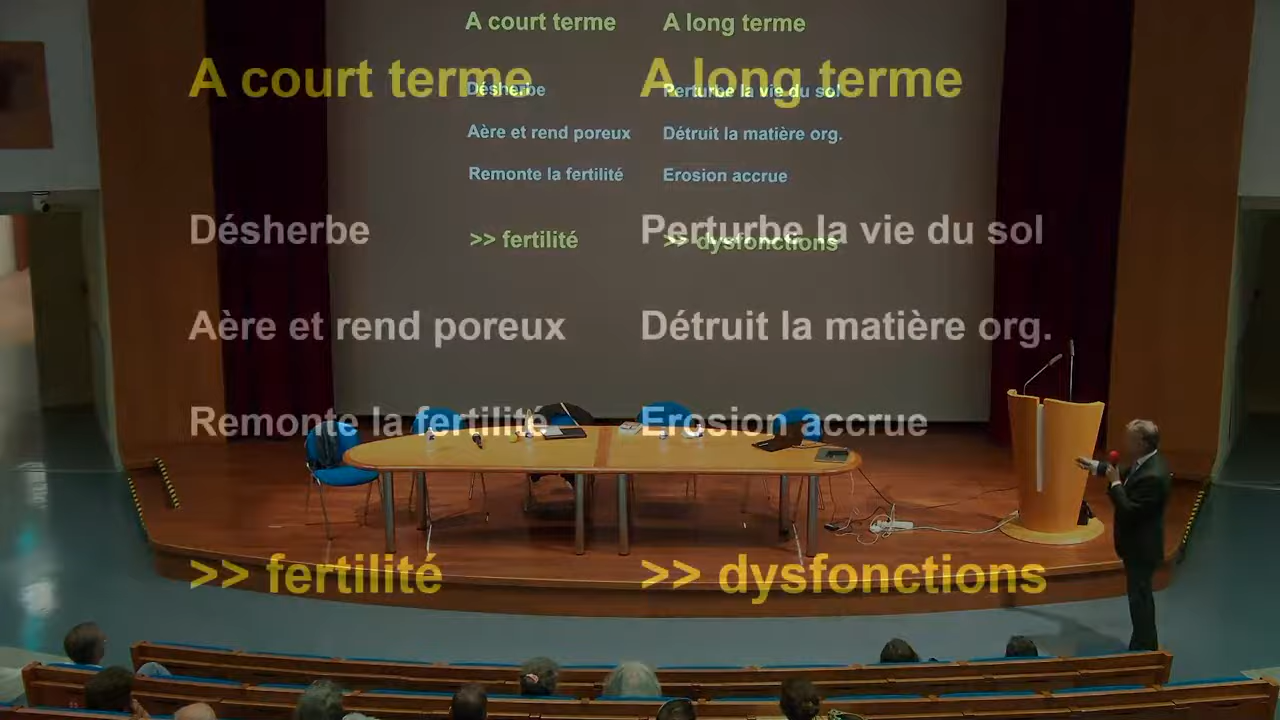 A court terme A long terme
Désherbe Perturbe la vie du sol
Aère et rend poreux Détruit la matière org.
Remonte la fertilité Erosion accrue
>> fertilité >> dysfonctions
A court terme A long terme
Désherbe Perturbe la vie du sol
Aère et rend poreux Détruit la matière org.
Remonte la fertilité Erosion accrue
>> fertilité >> dysfonctions